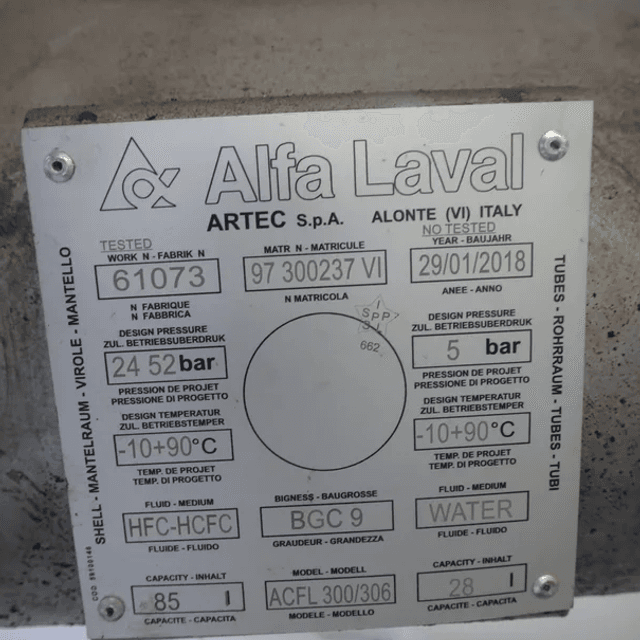 Alfa Laval
ARTEC S.p.A. ALONTE (VI) ITALY
TESTED
WORK N - FABRIK N
61073
N FABRIQUE
N FABBRICA
MATR N - MATRICULE
97 300237 VI
N MATRICOLA
NO TESTED
YEAR - BAUJAHR
29/01/2018
ANEE - ANNO
SHELL - MANTELRAUM - VIROLE - MANTELLO
DESIGN PRESSURE
ZUL. BETRIEBSUBERDRUK
24 52 bar
PRESSION DE PROJET
PRESSIONE DI PROGETTO
DESIGN TEMPERATUR
ZUL. BETRIEBSTEMPER
-10+90°C
TEMP. DE PROJET
TEMP. DI PROGETTO
FLUID - MEDIUM
HFC-HCFC
FLUIDE - FLUIDO
CAPACITY - INHALT
85 l
CAPACITE - CAPACITA
I
SPP
662
BIGNESS - BAUGROSSE
BGC 9
GRAUDEUR - GRANDEZZA
MODEL - MODELL
ACFL 300/306
MODELE - MODELLO
TUBES - ROHRRAUM - TUBES - TUBI
DESIGN PRESSURE
ZUL. BETRIEBSUBERDRUK
5 bar
PRESSION DE PROJET
PRESSIONE DI PROGETTO
DESIGN TEMPERATUR
ZUL. BETRIEBSTEMPER
-10+90°C
TEMP. DE PROJET
TEMP. DI PROGETTO
FLUID - MEDIUM
WATER
FLUIDE - FLUIDO
CAPACITY - INHALT
28 l
CAPACITE - CAPACITA